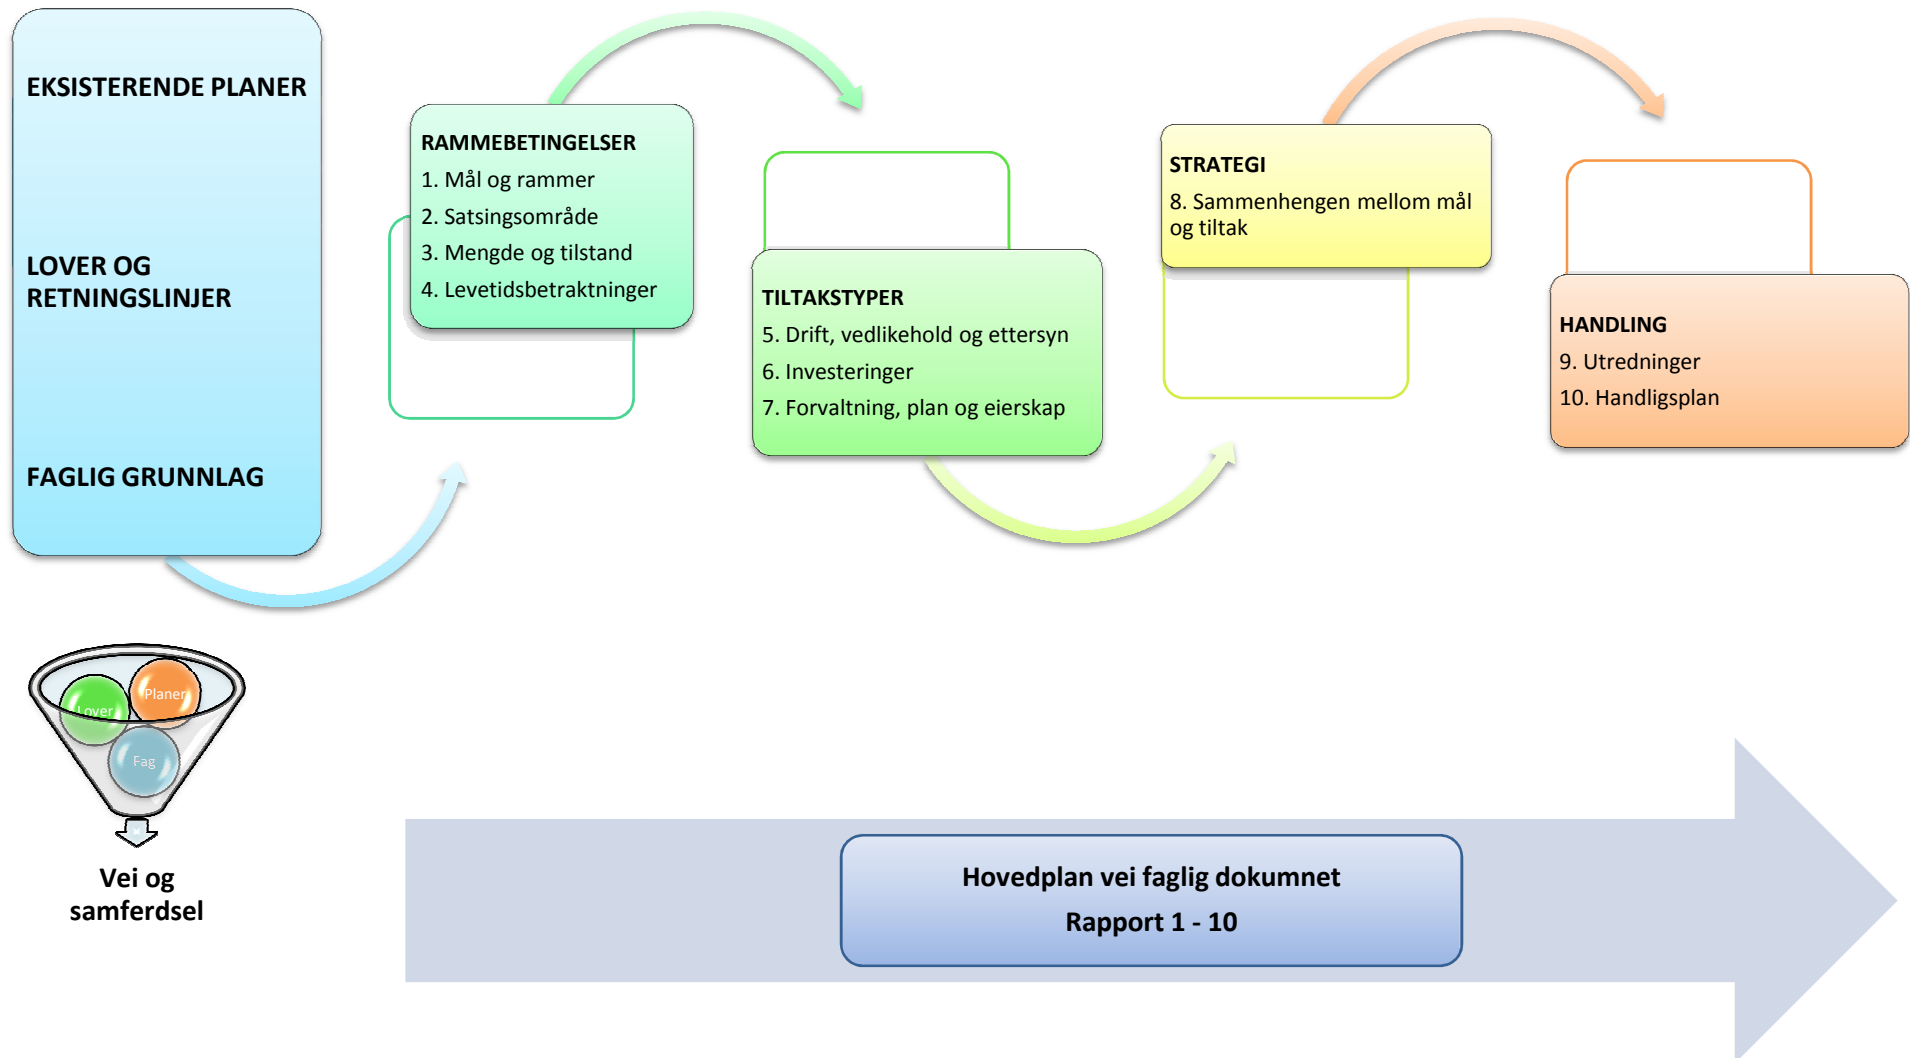 EKSISTERENDE PLANER
LOVER OG
RETNINGSLINJER
FAGLIG GRUNNLAG
RAMMEBETINGELSER
1. Mål og rammer
2. Satsingsområde
3. Mengde og tilstand
4. Levetidsbetraktninger
TILTAKSTYPER
5. Drift, vedlikehold og ettersyn
6. Investeringer
7. Forvaltning, plan og eierskap
STRATEGI
8. Sammenhengen mellom mål
og tiltak
HANDLING
9. Utredninger
10. Handligsplan
Planer
Lover
Fag
Vei og
samferdsel
Hovedplan vei faglig dokumnet
Rapport 1 - 10